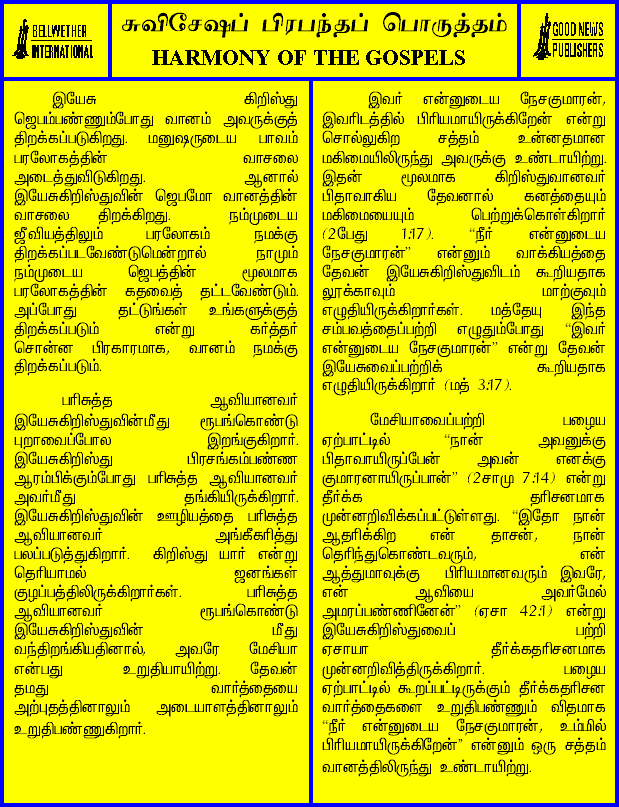 BELLWETHER
INTERNATIONAL
சுவிசேஷப் பிரபந்தப் பொருத்தம்
HARMONY OF THE GOSPELS
GOOD NEWS
PUBLISHERS
இயேசு கிறிஸ்து
ஜெபம்பண்ணும்போது வானம் அவருக்குத்
திறக்கப்படுகிறது. மனுஷருடைய பாவம்
பரலோகத்தின் வாசலை
அடைத்துவிடுகிறது. ஆனால்
இயேசுகிறிஸ்துவின் ஜெபமோ வானத்தின்
வாசலை திறக்கிறது. நம்முடைய
ஜீவியத்திலும் பரலோகம் நமக்கு
திறக்கப்படவேண்டுமென்றால் நாமும்
நம்முடைய ஜெபத்தின் மூலமாக
பரலோகத்தின் கதவைத் தட்டவேண்டும்.
அப்போது தட்டுங்கள் உங்களுக்குத்
திறக்கப்படும் என்று கர்த்தர்
சொன்ன பிரகாரமாக, வானம் நமக்கு
திறக்கப்படும்.
பரிசுத்த ஆவியானவர்
இயேசுகிறிஸ்துவின்மீது ரூபங்கொண்டு
புறாவைப்போல இறங்குகிறார்.
இயேசுகிறிஸ்து பிரசங்கம்பண்ண
ஆரம்பிக்கும்போது பரிசுத்த ஆவியானவர்
அவர்மீது தங்கியிருக்கிறார்.
இயேசுகிறிஸ்துவின் ஊழியத்தை பரிசுத்த
ஆவியானவர் அங்கீகரித்து
பலப்படுத்துகிறார். கிறிஸ்து யார் என்று
தெரியாமல் ஜனங்கள்
குழப்பத்திலிருக்கிறார்கள். பரிசுத்த
ஆவியானவர் ரூபங்கொண்டு
இயேசுகிறிஸ்துவின் மீது
வந்திறங்கியதினால், அவரே மேசியா
என்பது உறுதியாயிற்று. தேவன்
தமது வார்த்தையை
அற்புதத்தினாலும் அடையாளத்தினாலும்
உறுதிபண்ணுகிறார்.
இவர் என்னுடைய நேசகுமாரன்,
இவரிடத்தில் பிரியமாயிருக்கிறேன் என்று
சொல்லுகிற சத்தம் உன்னதமான
மகிமையிலிருந்து அவருக்கு உண்டாயிற்று.
இதன் மூலமாக கிறிஸ்துவானவர்
பிதாவாகிய தேவனால் கனத்தையும்
மகிமையையும் பெற்றுக்கொள்கிறார்
(2பேது 1:17). “நீர் என்னுடைய
நேசகுமாரன்” என்னும் வாக்கியத்தை
தேவன் இயேசுகிறிஸ்துவிடம் கூறியதாக
லூக்காவும் மாற்குவும்
எழுதியிருக்கிறார்கள். மத்தேயு இந்த
சம்பவத்தைப்பற்றி எழுதும்போது “இவர்
என்னுடைய நேசகுமாரன்” என்று தேவன்
இயேசுவைப்பற்றிக் கூறியதாக
எழுதியிருக்கிறார் (மத் 3:17).
மேசியாவைப்பற்றி பழைய
ஏற்பாட்டில் “நான் அவனுக்கு
பிதாவாயிருப்பேன் அவன் எனக்கு
குமாரனாயிருப்பான்” (2சாமு 7:14) என்று
தீர்க்க தரிசனமாக
முன்னறிவிக்கப்பட்டுள்ளது. “இதோ நான்
ஆதரிக்கிற என் தாசன், நான்
தெரிந்துகொண்டவரும், என்
ஆத்துமாவுக்கு பிரியமானவரும் இவரே,
என் ஆவியை அவர்மேல்
அமரப்பண்ணினேன்” (ஏசா 42:1) என்று
இயேசுகிறிஸ்துவைப் பற்றி
ஏசாயா தீர்க்கதரிசனமாக
முன்னறிவித்திருக்கிறார். பழைய
ஏற்பாட்டில் கூறப்பட்டிருக்கும் தீர்க்கதரிசன
வார்த்தைகளை உறுதிபண்ணும் விதமாக
“நீர் என்னுடைய நேசகுமாரன், உம்மில்
பிரியமாயிருக்கிறேன்” என்னும் ஒரு சத்தம்
வானத்திலிருந்து உண்டாயிற்று.